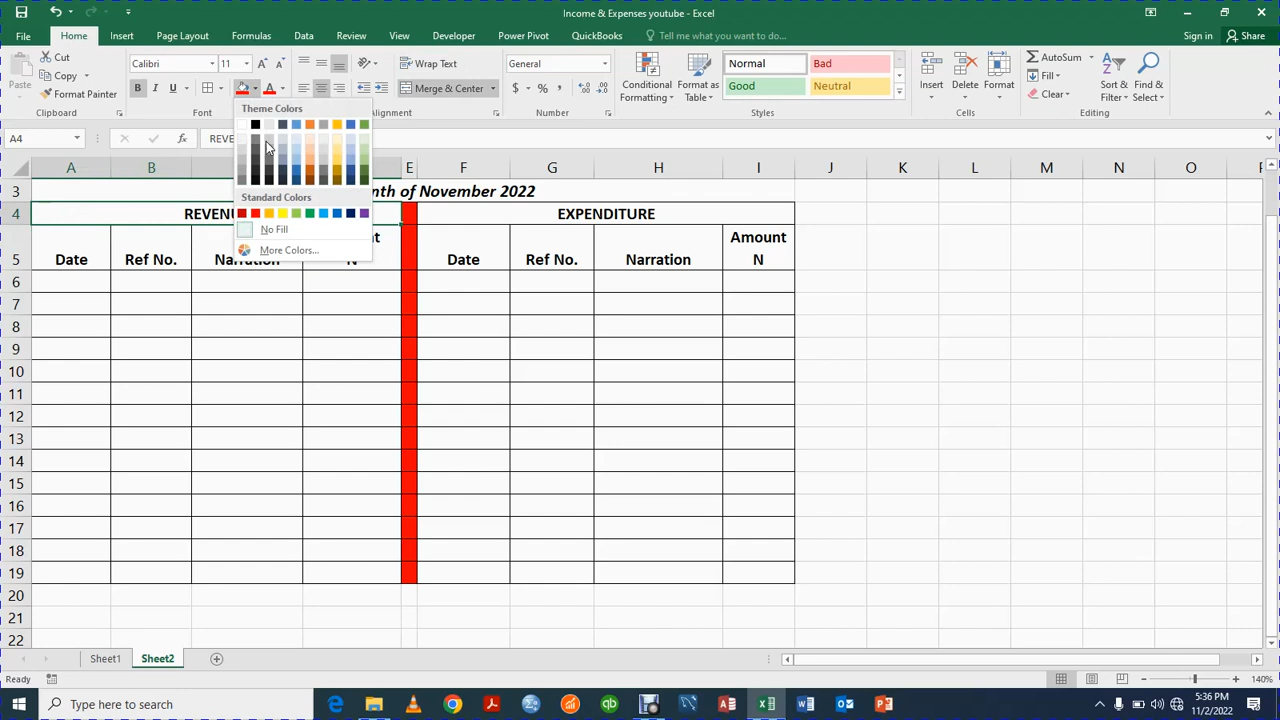 Income & Expenses youtube - Excel
File Home Insert Page Layout Formulas Data Review View Developer Power Pivot QuickBooks Tell me what you want to do... Sign in Share
Paste
Cut
Copy
Format Painter
Clipboard
Calibri 11
B I U
Font
Wrap Text
Merge & Center
Alignment
General
$ %
Number
Conditional Formatting
Format as Table
Normal Bad
Good Neutral
Styles
Insert Delete Format
Cells
AutoSum
Fill
Clear
Sort & Filter
Find & Select
Editing
Theme Colors
Standard Colors
No Fill
More Colors...
A4 REVE
A B E F G H I J K L M N O
3 nth of November 2022
4 REVENU EXPENDITURE
5 Date Ref No. Narration N Date Ref No. Narration Amount N
6
7
8
9
10
11
12
13
14
15
16
17
18
19
20
21
22
Sheet1 Sheet2
Ready 140%
Type here to search
5:36 PM
11/2/2022